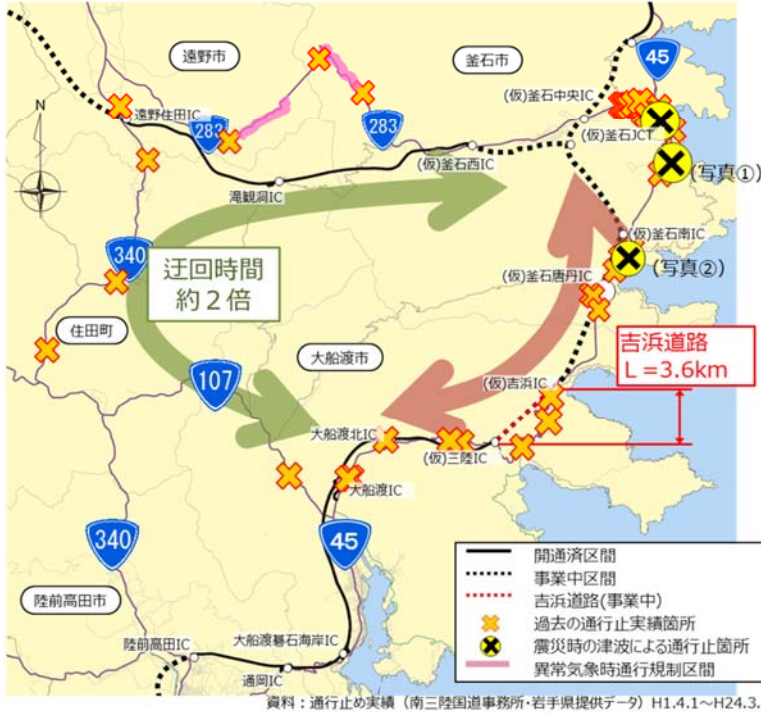 遠野市
釜石市
45
(仮)釜石中央IC
遠野住田IC
283
283
(仮)釜石JCT
N
(仮)釜石西IC
(写真①)
滝観洞IC
(仮)釜石南IC
340
迂回時間
約2倍
(写真②)
(仮)釜石唐丹IC
住田町
大船渡市
吉浜道路
L=3.6km
107
(仮)吉浜IC
大船渡北IC
(仮)三陸IC
大船渡IC
340
45
開通済区間
事業中区間
吉浜道路(事業中)
過去の通行止実績箇所
震災時の津波による通行止箇所
異常気象時通行規制区間
陸前高田市
陸前高田IC
大船渡碁石海岸IC
通岡IC
資料:通行止め実績(南三陸国道事務所・岩手県提供データ)H1.4.1~H24.3.